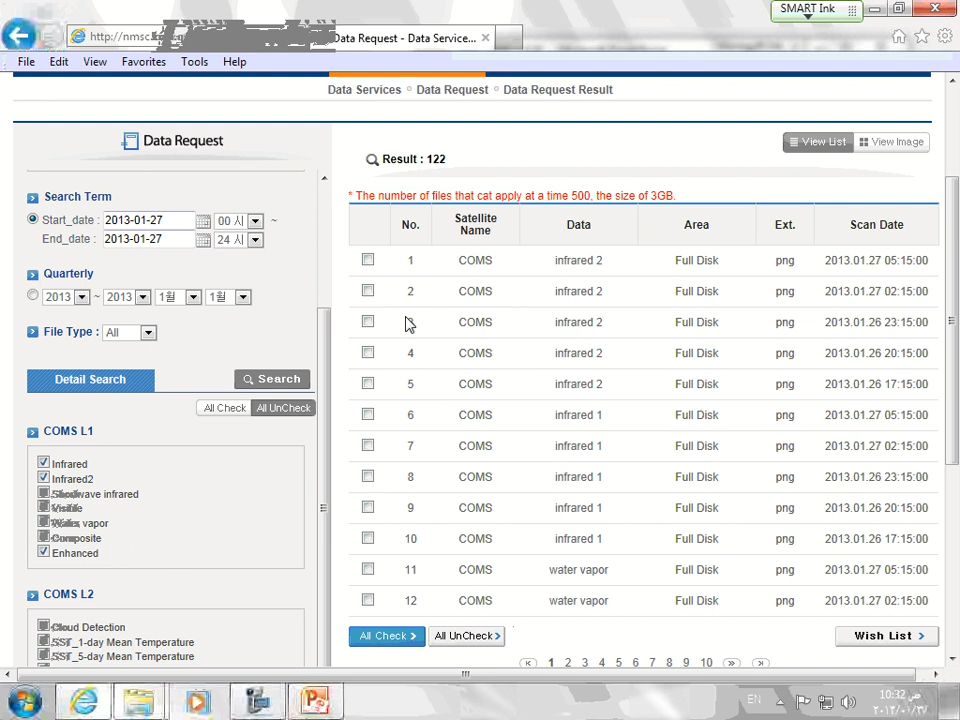 SMART Ink
http://nmsc.
Data Request - Data Service...
File Edit View Favorites Tools Help
Data Services Data Request Data Request Result
Data Request
View List View Image
Result : 122
Search Term
Start_date : 2013-01-27 00 시 ~
End_date : 2013-01-27 24 시
Quarterly
2013 ~ 2013 1월 1월
File Type : All
Detail Search Search
All Check All UnCheck
COMS L1
Infrared
Infrared2
Shortwave infrared
Visible
Water vapor
Composite
Enhanced
COMS L2
Cloud Detection
SST_1-day Mean Temperature
SST_5-day Mean Temperature
* The number of files that cat apply at a time 500, the size of 3GB.
No. Satellite Name Data Area Ext. Scan Date
1 COMS infrared 2 Full Disk png 2013.01.27 05:15:00
2 COMS infrared 2 Full Disk png 2013.01.27 02:15:00
3 COMS infrared 2 Full Disk png 2013.01.26 23:15:00
4 COMS infrared 2 Full Disk png 2013.01.26 20:15:00
5 COMS infrared 2 Full Disk png 2013.01.26 17:15:00
6 COMS infrared 1 Full Disk png 2013.01.27 05:15:00
7 COMS infrared 1 Full Disk png 2013.01.27 02:15:00
8 COMS infrared 1 Full Disk png 2013.01.26 23:15:00
9 COMS infrared 1 Full Disk png 2013.01.26 20:15:00
10 COMS infrared 1 Full Disk png 2013.01.26 17:15:00
11 COMS water vapor Full Disk png 2013.01.27 05:15:00
12 COMS water vapor Full Disk png 2013.01.27 02:15:00
All Check All UnCheck Wish List
1 2 3 4 5 6 7 8 9 10
EN
10:32 ص